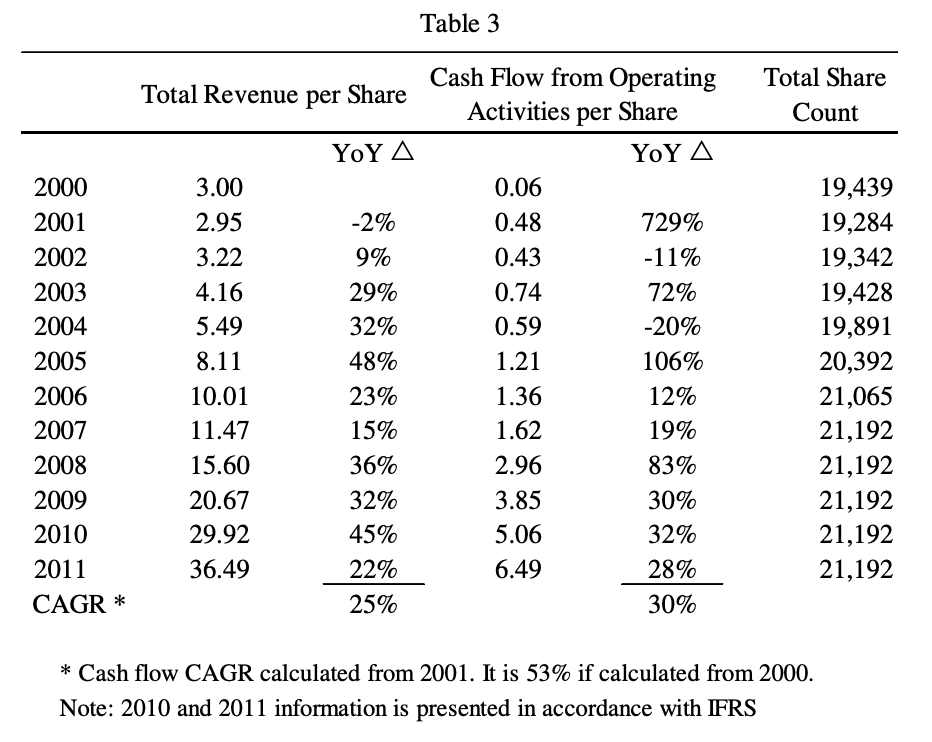 Table 3
Total Revenue per Share Cash Flow from Operating Activities per Share Total Share Count
YoY △ YoY △
2000 3.00 0.06 19,439
2001 2.95 -2% 0.48 729% 19,284
2002 3.22 9% 0.43 -11% 19,342
2003 4.16 29% 0.74 72% 19,428
2004 5.49 32% 0.59 -20% 19,891
2005 8.11 48% 1.21 106% 20,392
2006 10.01 23% 1.36 12% 21,065
2007 11.47 15% 1.62 19% 21,192
2008 15.60 36% 2.96 83% 21,192
2009 20.67 32% 3.85 30% 21,192
2010 29.92 45% 5.06 32% 21,192
2011 36.49 22% 6.49 28% 21,192
CAGR * 25% 30%
* Cash flow CAGR calculated from 2001. It is 53% if calculated from 2000.
Note: 2010 and 2011 information is presented in accordance with IFRS